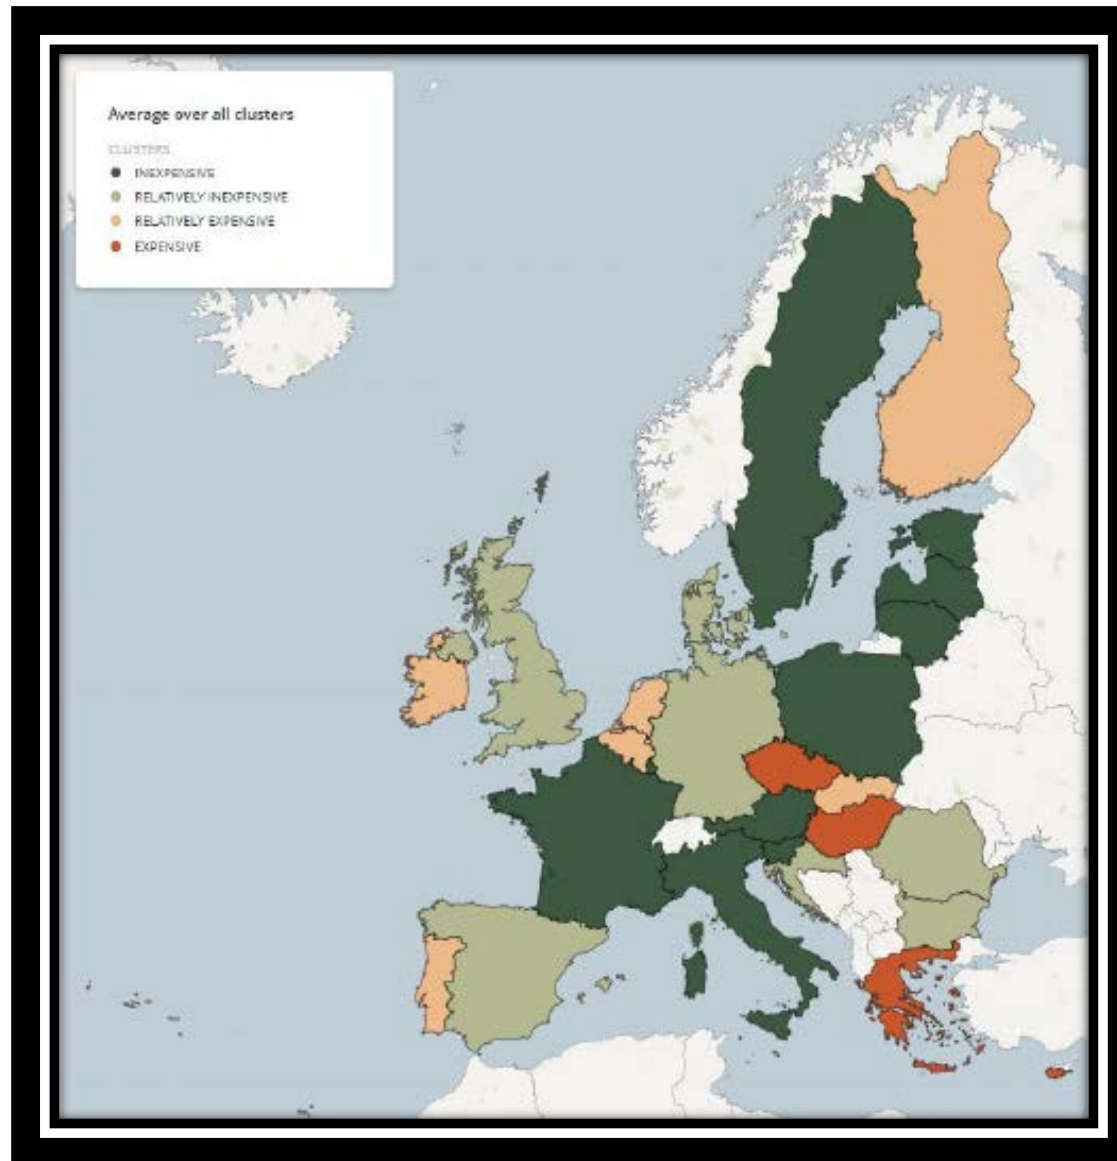 Average over all clusters
CLUSTERS
INEXPENSIVE
RELATIVELY INEXPENSIVE
RELATIVELY EXPENSIVE
EXPENSIVE